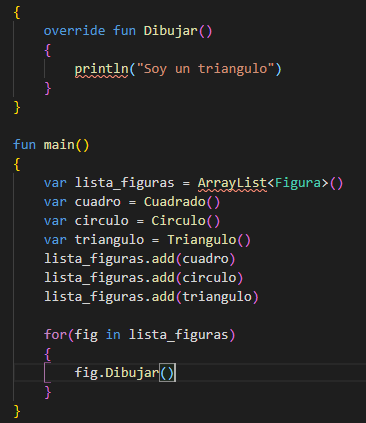 {
    override fun Dibujar()
    {
        println("Soy un triangulo")
    }
}

fun main()
{
    var lista_figuras = ArrayList<Figura>()
    var cuadro = Cuadrado()
    var circulo = Circulo()
    var triangulo = Triangulo()
    lista_figuras.add(cuadro)
    lista_figuras.add(circulo)
    lista_figuras.add(triangulo)

    for(fig in lista_figuras)
    {
        fig.Dibujar()
    }
}